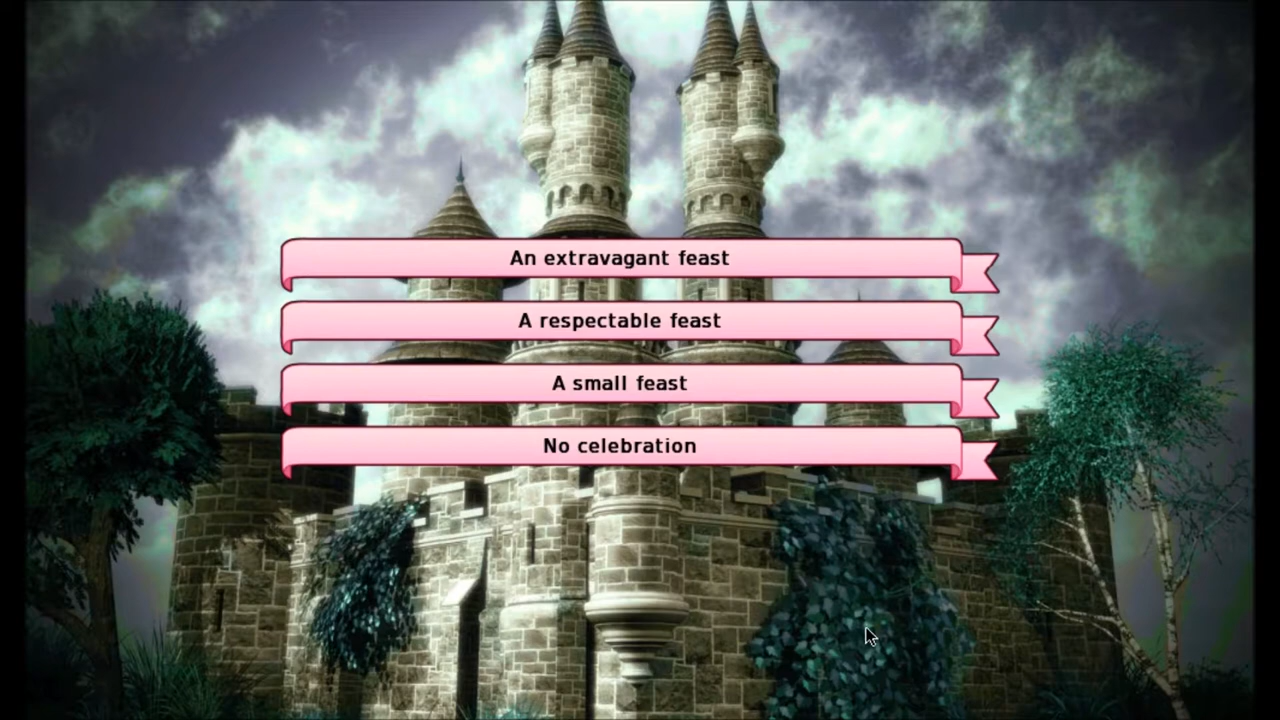 An extravagant feast
A respectable feast
A small feast
No celebration